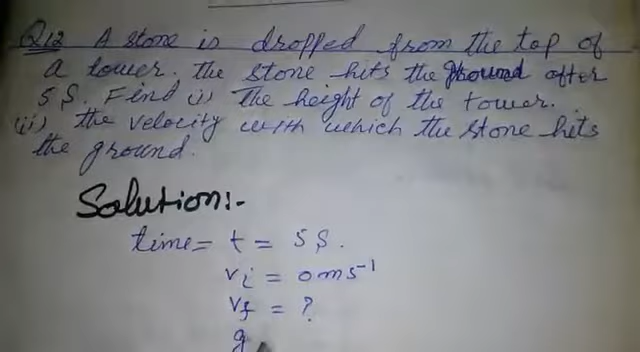 Q12 A stone is dropped from the top of
a tower. the stone hits the ground after
5 S. Find (i) The height of the tower.
(ii) the velocity with which the stone hits
the ground.
Solution:-
time = t = 5 S.
vi = 0 ms⁻¹
vf = ?
g